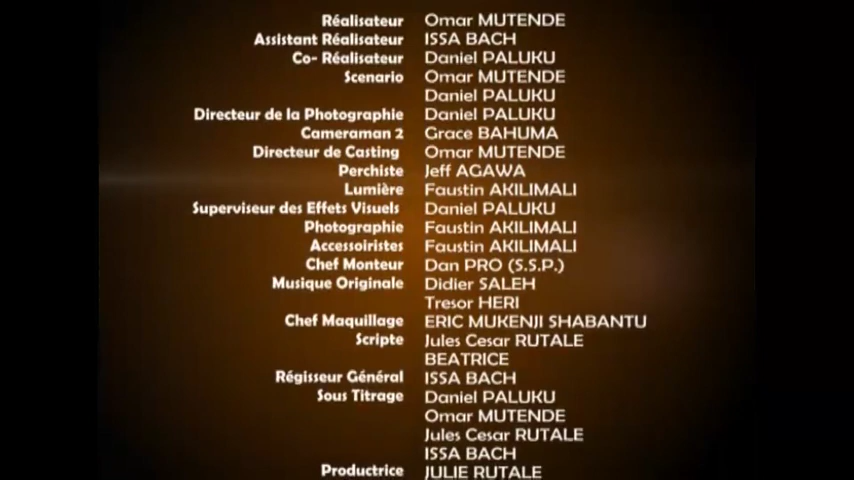 Réalisateur Omar MUTENDE
Assistant Réalisateur ISSA BACH
Co- Réalisateur Daniel PALUKU
Scenario Omar MUTENDE
Daniel PALUKU
Directeur de la Photographie Daniel PALUKU
Cameraman 2 Grace BAHUMA
Directeur de Casting Omar MUTENDE
Perchiste Jeff AGAWA
Lumière Faustin AKILIMALI
Superviseur des Effets Visuels Daniel PALUKU
Photographie Faustin AKILIMALI
Accessoiristes Faustin AKILIMALI
Chef Monteur Dan PRO (S.S.P.)
Musique Originale Didier SALEH
Tresor HERI
Chef Maquillage ERIC MUKENJI SHABANTU
Scripte Jules Cesar RUTALE
BEATRICE
Régisseur Général ISSA BACH
Sous Titrage Daniel PALUKU
Omar MUTENDE
Jules Cesar RUTALE
ISSA BACH
Productrice JULIE RUTALE